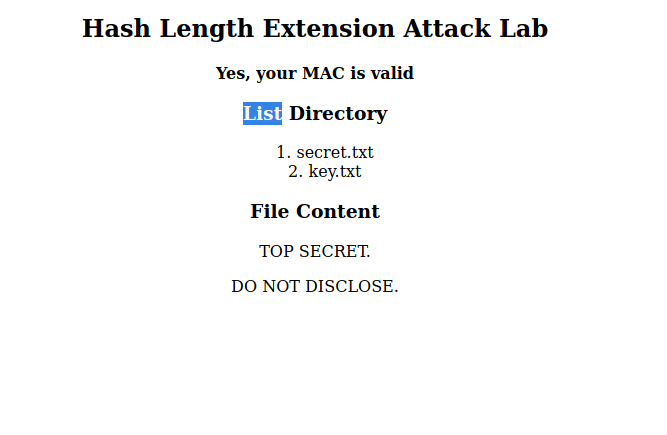 Hash Length Extension Attack Lab
Yes, your MAC is valid
List Directory
1. secret.txt
2. key.txt
File Content
TOP SECRET.
DO NOT DISCLOSE.